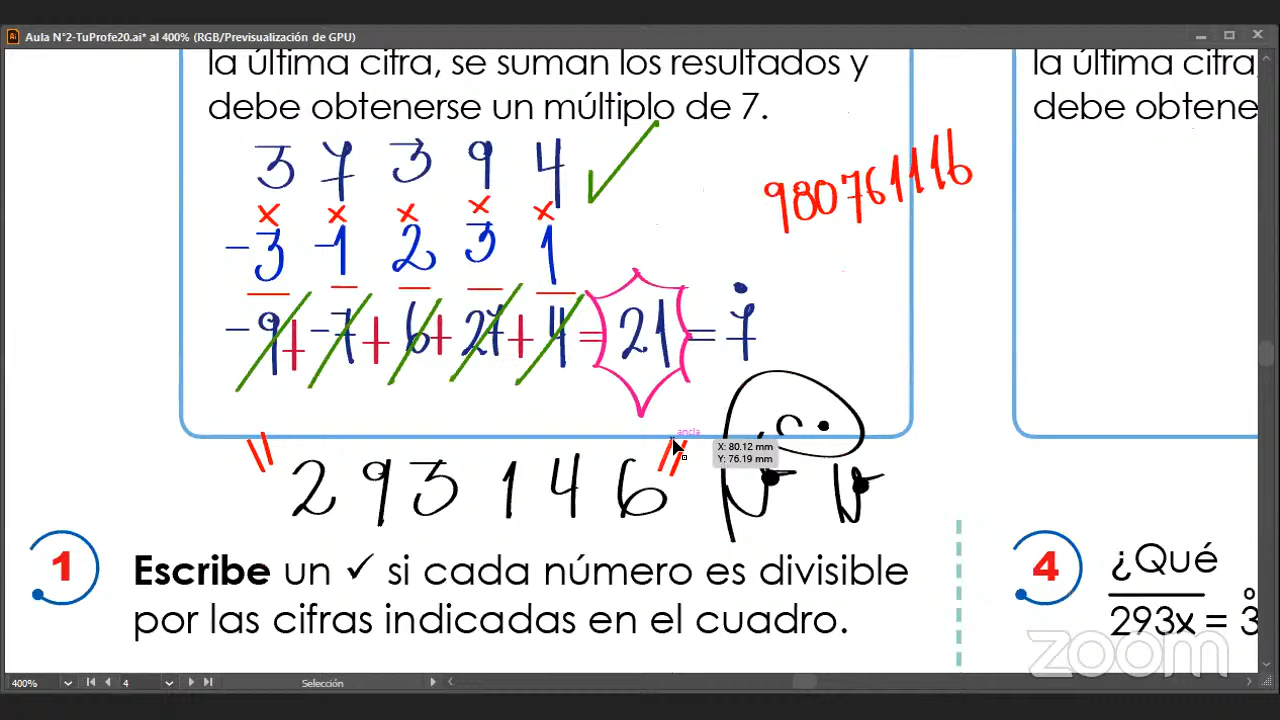 Aula N°2-TuProfe20.ai* al 400% (RGB/Previsualización de GPU)
la última cifra, se suman los resultados y
debe obtenerse un múltiplo de 7.
3 7 3 9 4 ✓
× × × × ×
-3 -1 2 3 1
-9 + -7 + 6 + 27 + 4 = 21 = 7̇
980761116
ancla
X: 80.12 mm
Y: 76.19 mm
"293146"
1 Escribe un ✓ si cada número es divisible
por las cifras indicadas en el cuadro.
la última cifra
debe obtene
4 ¿Qué
293x = 3
zoom
400%
4
Selección